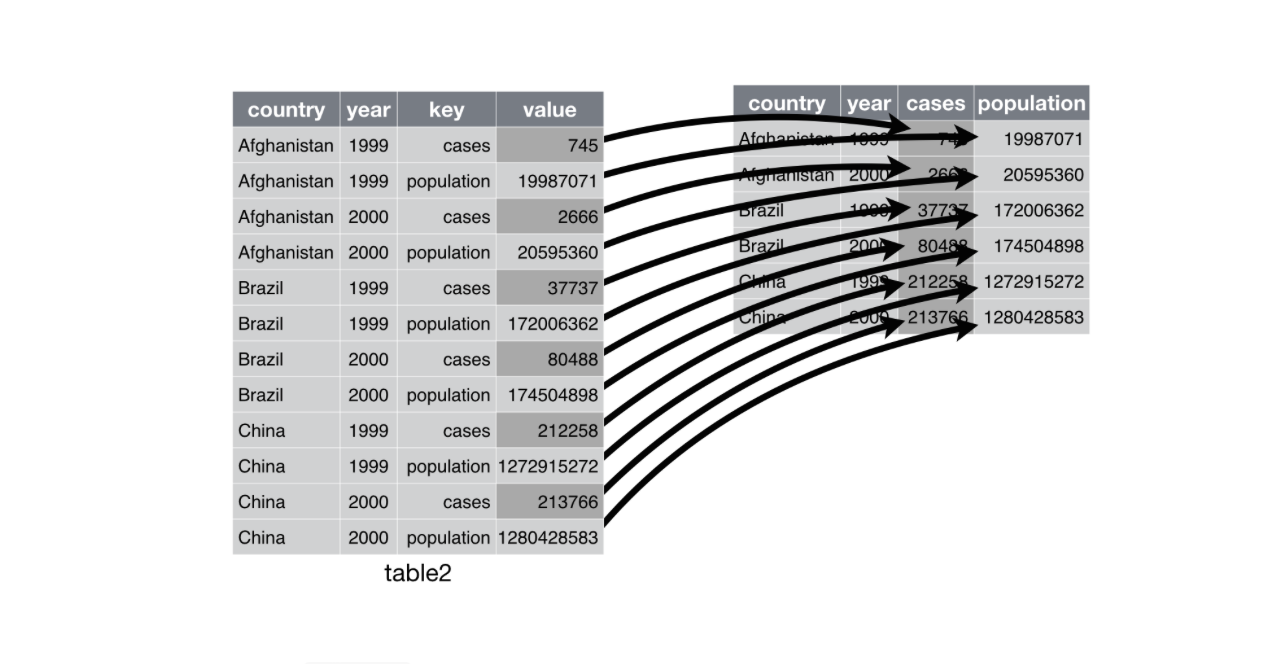 country year key value
Afghanistan 1999 cases 745
Afghanistan 1999 population 19987071
Afghanistan 2000 cases 2666
Afghanistan 2000 population 20595360
Brazil 1999 cases 37737
Brazil 1999 population 172006362
Brazil 2000 cases 80488
Brazil 2000 population 174504898
China 1999 cases 212258
China 1999 population 1272915272
China 2000 cases 213766
China 2000 population 1280428583
table2
country year cases population
Afghanistan 1999 745 19987071
Afghanistan 2000 2666 20595360
Brazil 1999 37737 172006362
Brazil 2000 80488 174504898
China 1999 212258 1272915272
China 2000 213766 1280428583